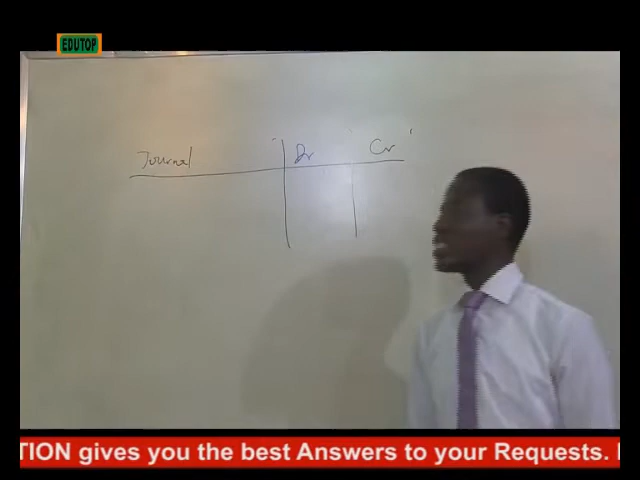 EDUTOP
Journal Dr Cr
TION gives you the best Answers to your Requests.